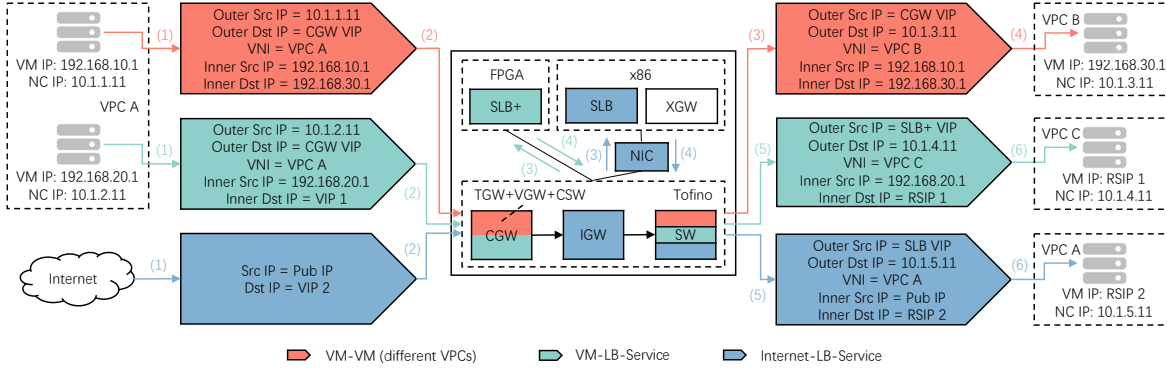 VM IP: 192.168.10.1
NC IP: 10.1.1.11
VPC A
VM IP: 192.168.20.1
NC IP: 10.1.2.11
Internet
(1)
(1)
(1)
Outer Src IP = 10.1.1.11
Outer Dst IP = CGW VIP
VNI = VPC A
Inner Src IP = 192.168.10.1
Inner Dst IP = 192.168.30.1
Outer Src IP = 10.1.2.11
Outer Dst IP = CGW VIP
VNI = VPC A
Inner Src IP = 192.168.20.1
Inner Dst IP = VIP 1
Src IP = Pub IP
Dst IP = VIP 2
(2)
(2)
(2)
FPGA
SLB+
x86
SLB
XGW
(4)
(3)
(3)
NIC
(4)
TGW+VGW+CSW
Tofino
CGW
IGW
SW
(3)
(5)
(5)
Outer Src IP = CGW VIP
Outer Dst IP = 10.1.3.11
VNI = VPC B
Inner Src IP = 192.168.10.1
Inner Dst IP = 192.168.30.1
Outer Src IP = SLB+ VIP
Outer Dst IP = 10.1.4.11
VNI = VPC C
Inner Src IP = 192.168.20.1
Inner Dst IP = RSIP 1
Outer Src IP = SLB VIP
Outer Dst IP = 10.1.5.11
VNI = VPC A
Inner Src IP = Pub IP
Inner Dst IP = RSIP 2
(4)
(6)
(6)
VPC B
VM IP: 192.168.30.1
NC IP: 10.1.3.11
VPC C
VM IP: RSIP 1
NC IP: 10.1.4.11
VPC A
VM IP: RSIP 2
NC IP: 10.1.5.11
VM-VM (different VPCs)
VM-LB-Service
Internet-LB-Service